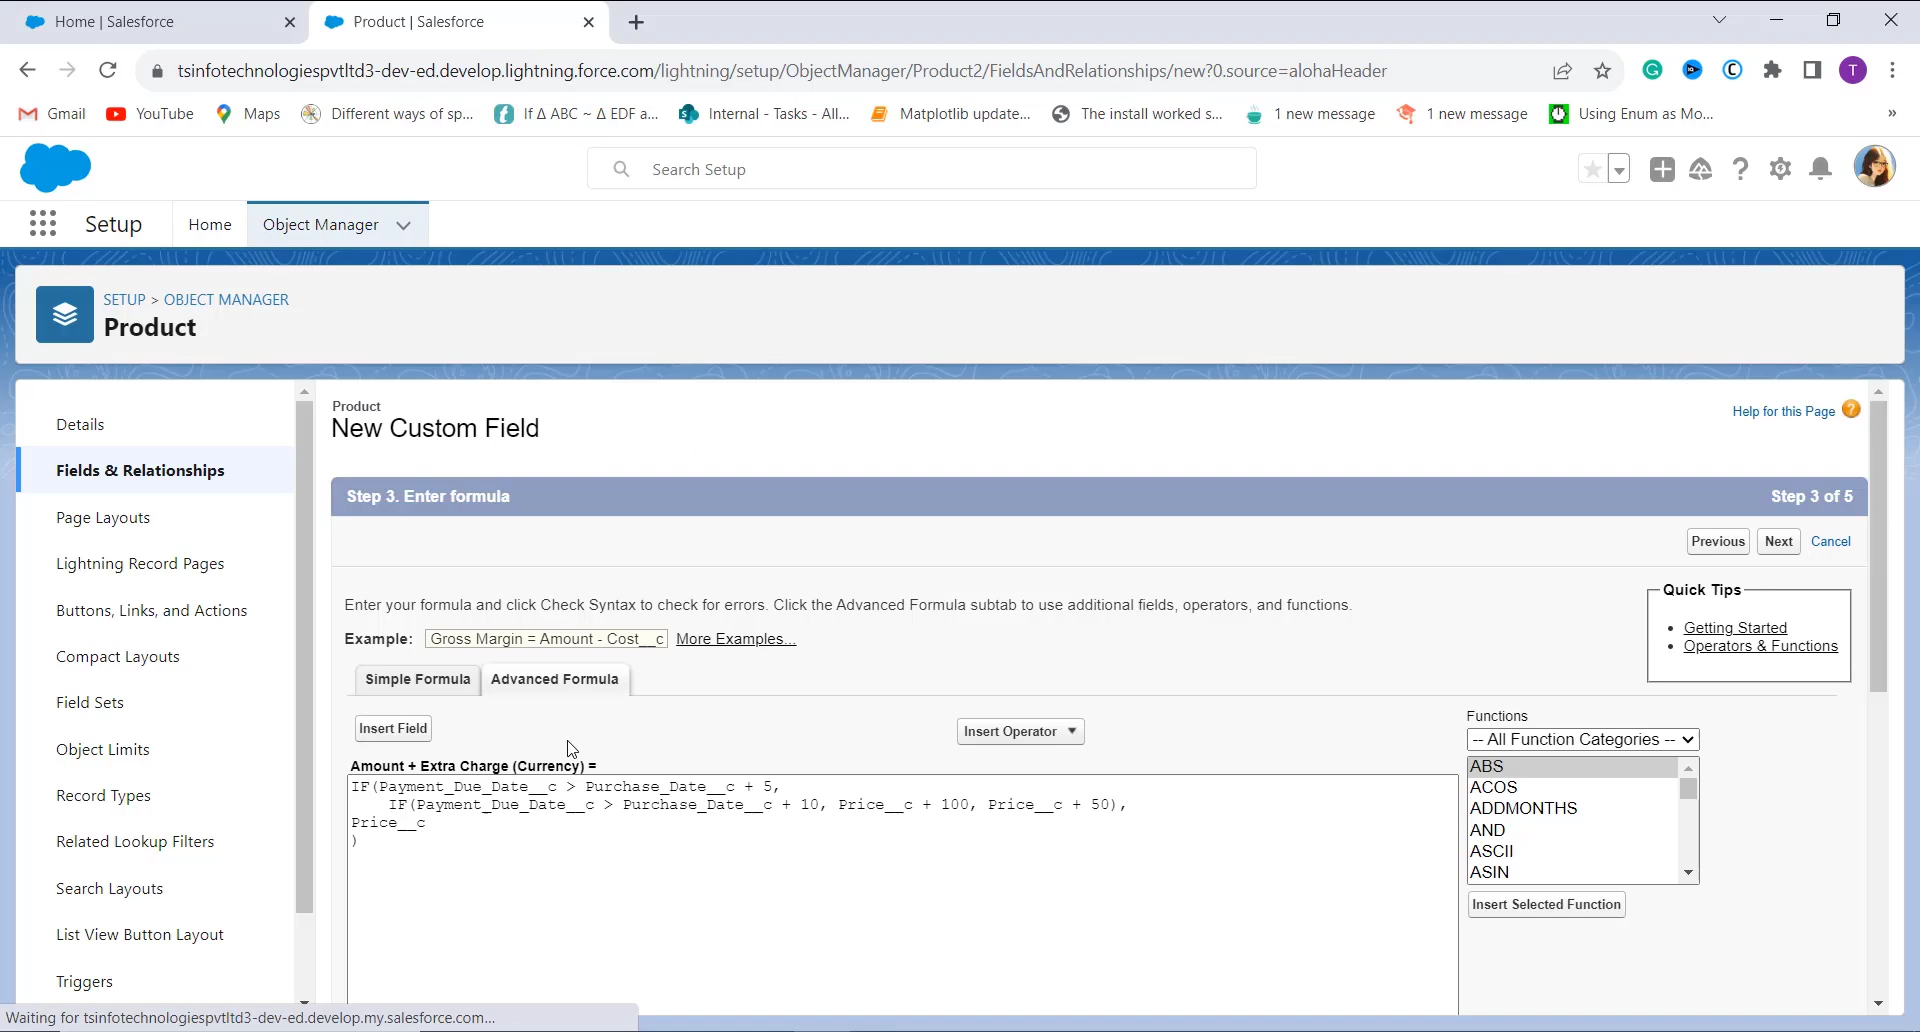 Home | Salesforce
Product | Salesforce
tsinfotechnologiespvtltd3-dev-ed.develop.lightning.force.com/lightning/setup/ObjectManager/Product2/FieldsAndRelationships/new?0.source=alohaHeader
T
Gmail
YouTube
Maps
Different ways of sp...
If Δ ABC ~ Δ EDF a...
Internal - Tasks - All...
Matplotlib update...
The install worked s...
1 new message
1 new message
Using Enum as Mo...
»
Search Setup
Setup
Home
Object Manager
SETUP > OBJECT MANAGER
Product
Details
Fields & Relationships
Page Layouts
Lightning Record Pages
Buttons, Links, and Actions
Compact Layouts
Field Sets
Object Limits
Record Types
Related Lookup Filters
Search Layouts
List View Button Layout
Triggers
Product
New Custom Field
Help for this Page
Step 3. Enter formula
Step 3 of 5
Previous
Next
Cancel
Enter your formula and click Check Syntax to check for errors. Click the Advanced Formula subtab to use additional fields, operators, and functions.
Example: Gross Margin = Amount - Cost__c More Examples...
Quick Tips
• Getting Started
• Operators & Functions
Simple Formula
Advanced Formula
Insert Field
Insert Operator
Amount + Extra Charge (Currency) =
IF(Payment_Due_Date__c > Purchase_Date__c + 5,
IF(Payment_Due_Date__c > Purchase_Date__c + 10, Price__c + 100, Price__c + 50),
Price__c
)
Functions
-- All Function Categories --
ABS
ACOS
ADDMONTHS
AND
ASCII
ASIN
Insert Selected Function
Waiting for tsinfotechnologiespvtltd3-dev-ed.develop.my.salesforce.com...